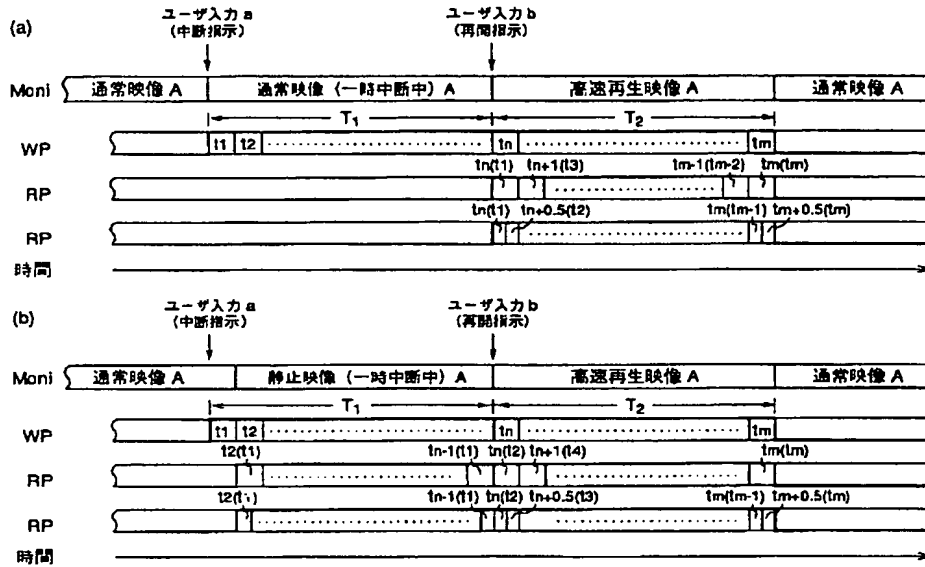 (a)
ユーザ入力 a
(中断指示)
ユーザ入力 b
(再開指示)
Moni 通常映像 A 通常映像 (一時中断中) A 高速再生映像 A 通常映像 A
T1 T2
WP t1 t2 tn tm
tn(t1) tn+1(t3) tm-1(tm-2) tm(tm)
RP
tn(t1) tn+0.5(t2) tm(tm-1) tm+0.5(tm)
RP
時間
(b)
ユーザ入力 a
(中断指示)
ユーザ入力 b
(再開指示)
Moni 通常映像 A 静止映像 (一時中断中) A 高速再生映像 A 通常映像 A
T1 T2
WP t1 t2 tn tm
t2(t1) tn-1(t1) tn(t2) tn+1(t4) tm(tm)
RP
t2(t1) tn-1(t1) tn(t2) tn+0.5(t3) tm(tm-1) tm+0.5(tm)
RP
時間